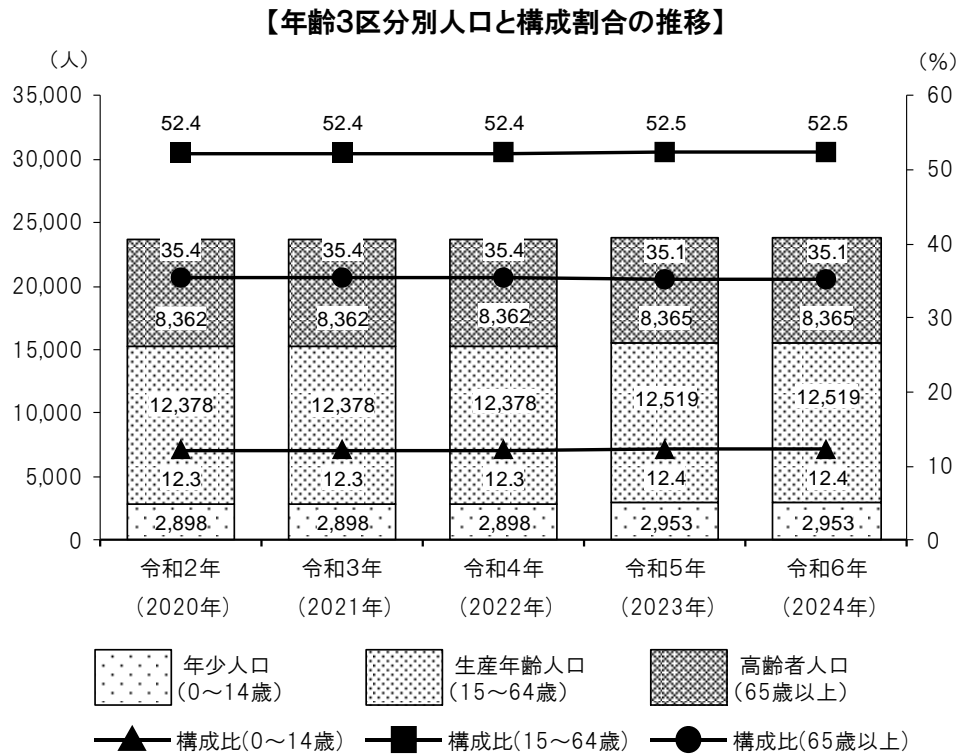 【年齢3区分別人口と構成割合の推移】
（人）
（%）
35,000
30,000
25,000
20,000
15,000
10,000
5,000
0
60
50
40
30
20
10
0
52.4 52.4 52.4 52.5 52.5
35.4 35.4 35.4 35.1 35.1
8,362 8,362 8,362 8,365 8,365
12,378 12,378 12,378 12,519 12,519
12.3 12.3 12.3 12.4 12.4
2,898 2,898 2,898 2,953 2,953
令和2年 令和3年 令和4年 令和5年 令和6年
（2020年） （2021年） （2022年） （2023年） （2024年）
年少人口 生産年齢人口 高齢者人口
（0～14歳） （15～64歳） （65歳以上）
構成比(0～14歳) 構成比(15～64歳) 構成比(65歳以上)